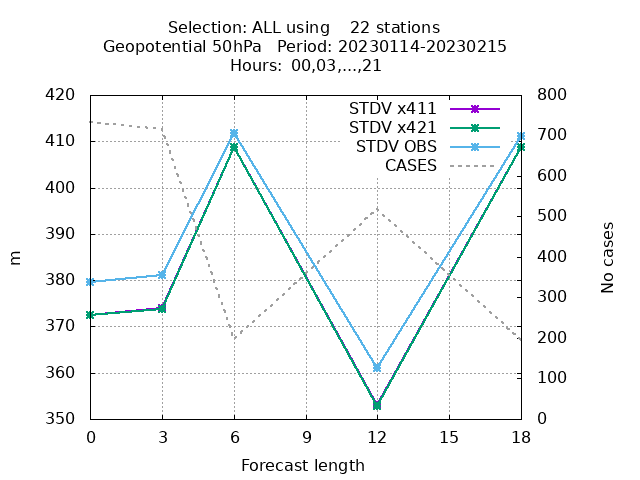 Selection: ALL using    22 stations
Geopotential 50hPa   Period: 20230114-20230215
Hours:  00,03,...,21
STDV x411
STDV x421
STDV OBS
CASES
420
410
400
390
380
370
360
350
800
700
600
500
400
300
200
100
0
m
No cases
0 3 6 9 12 15 18
Forecast length